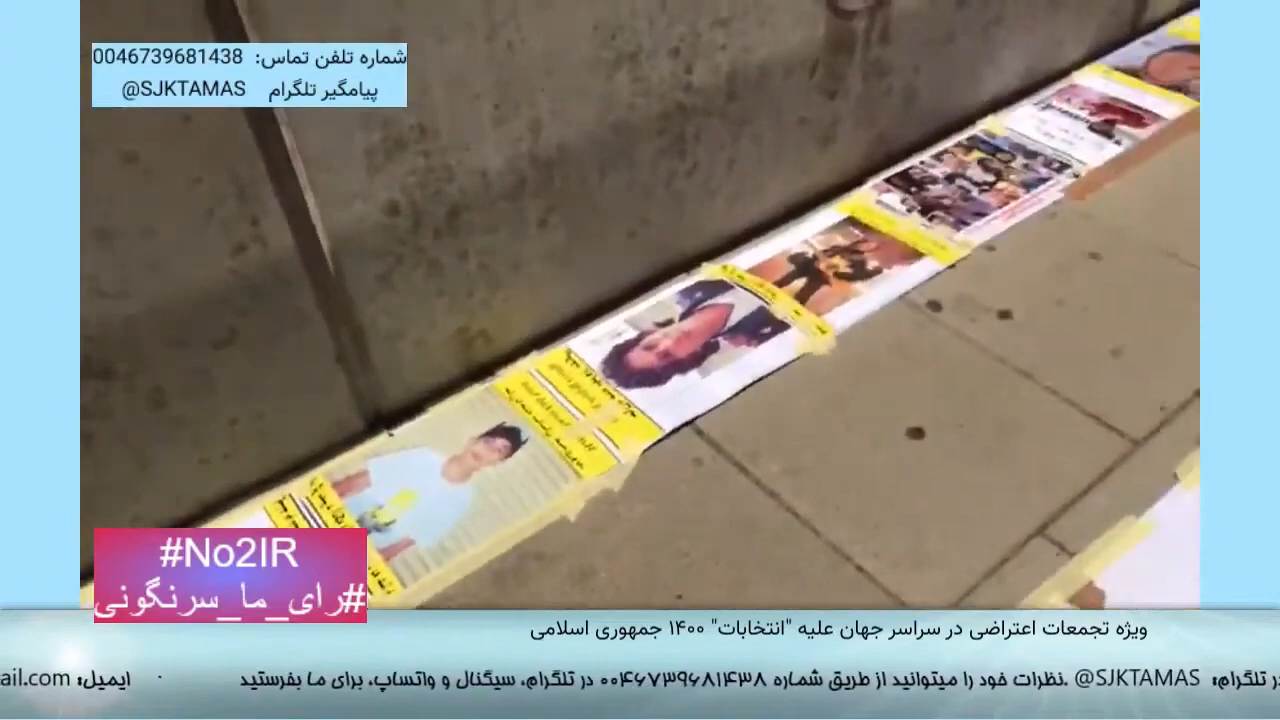 شماره تلفن تماس: 0046739681438
پیامگیر تلگرام @SJKTAMAS
#No2IR
#رای_ما_سرنگونی
ویژه تجمعات اعتراضی در سراسر جهان علیه "انتخابات" ۱۴۰۰ جمهوری اسلامی
در تلگرام: @SJKTAMAS .نظرات خود را میتوانید از طریق شماره ۰۰۴۶۷۳۹۶۸۱۴۳۸ در تلگرام، سیگنال و واتساپ، برای ما بفرستید · ایمیل: ail.com